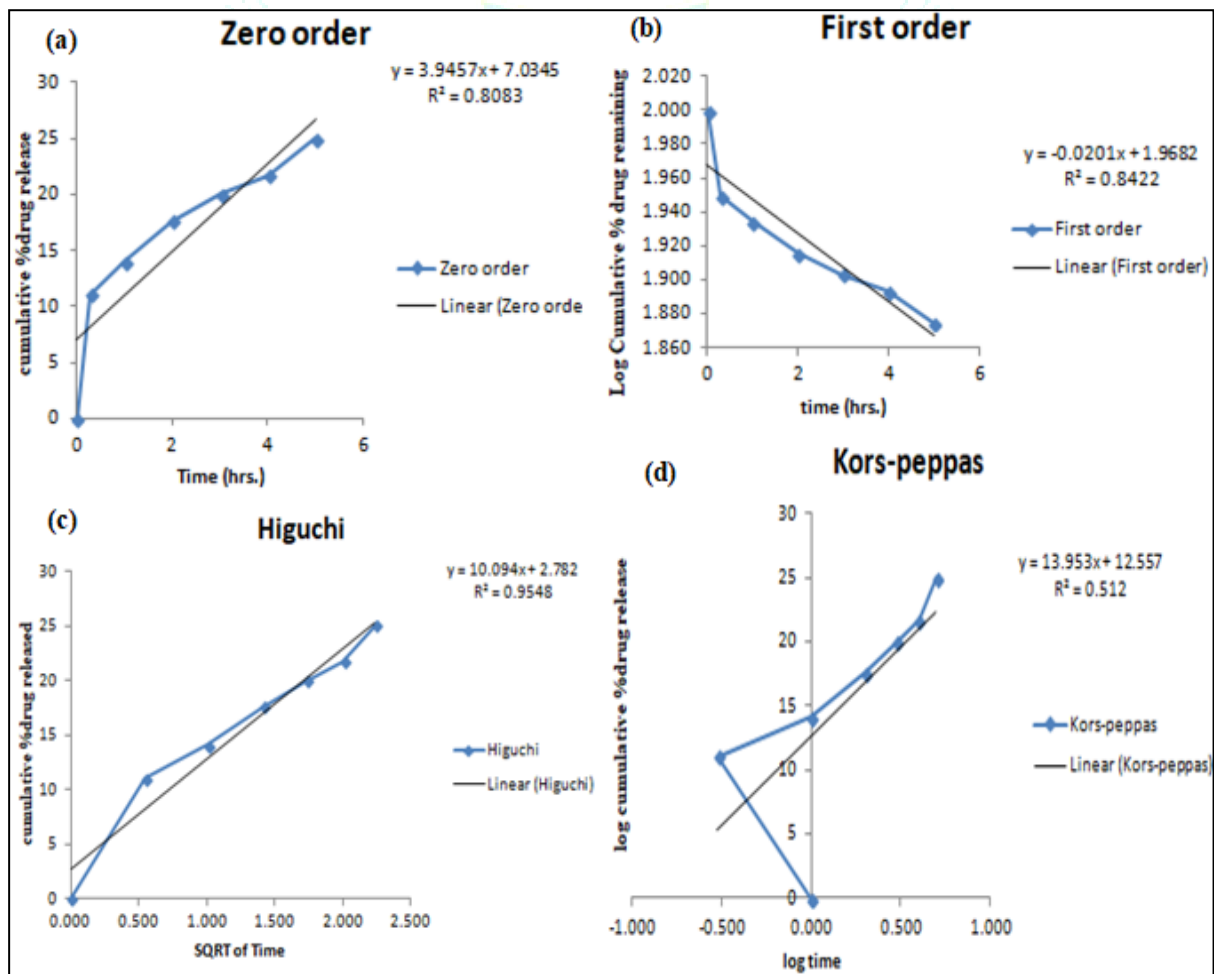 (a)
Zero order
y = 3.9457x + 7.0345
R² = 0.8083
cumulative %drug release
30
25
20
15
10
5
0
0
2
4
6
Time (hrs.)
Zero order
Linear (Zero orde
(b)
First order
y = -0.0201x + 1.9682
R² = 0.8422
Log Cumulative % drug remaining
2.020
2.000
1.980
1.960
1.940
1.920
1.900
1.880
1.860
0
2
4
6
time (hrs.)
First order
Linear (First order)
(c)
Higuchi
y = 10.094x + 2.782
R² = 0.9548
cumulative %drug released
30
25
20
15
10
5
0
0.000
0.500
1.000
1.500
2.000
2.500
SQRT of Time
Higuchi
Linear (Higuchi)
(d)
Kors-peppas
y = 13.953x + 12.557
R² = 0.512
log cumulative %drug release
30
25
20
15
10
5
0
-1.000
-0.500
0.000
0.500
1.000
log time
Kors-peppas
Linear (Kors-peppas)